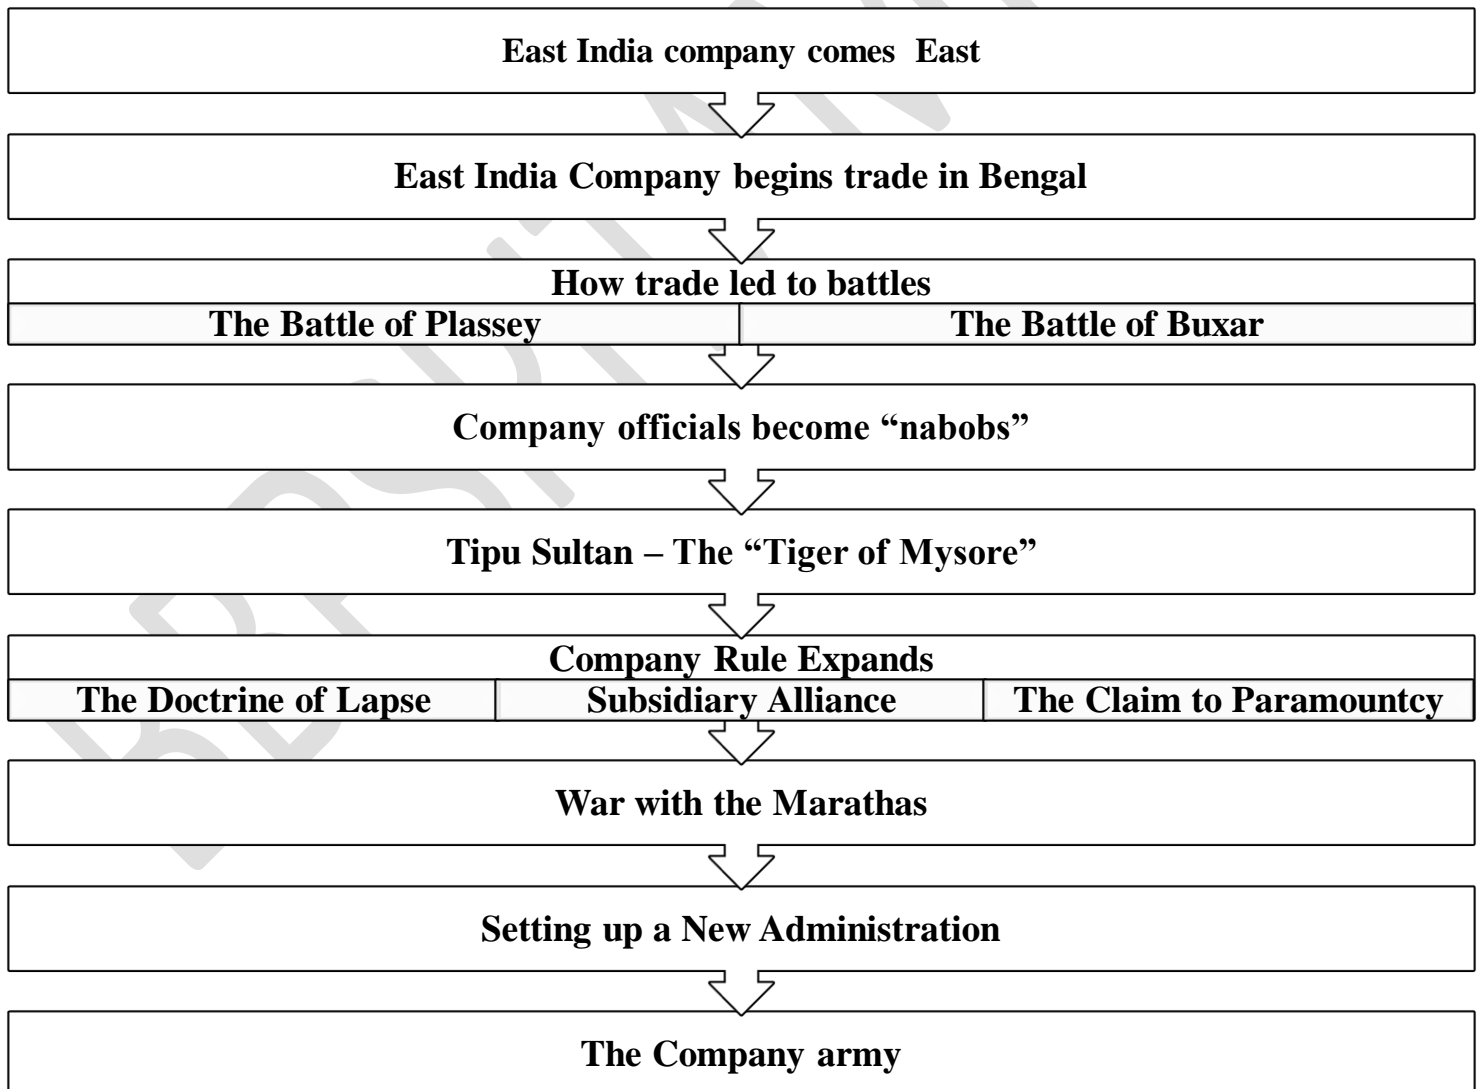 East India company comes East
East India Company begins trade in Bengal
How trade led to battles
The Battle of Plassey
The Battle of Buxar
Company officials become “nabobs”
Tipu Sultan – The “Tiger of Mysore”
Company Rule Expands
The Doctrine of Lapse
Subsidiary Alliance
The Claim to Paramountcy
War with the Marathas
Setting up a New Administration
The Company army